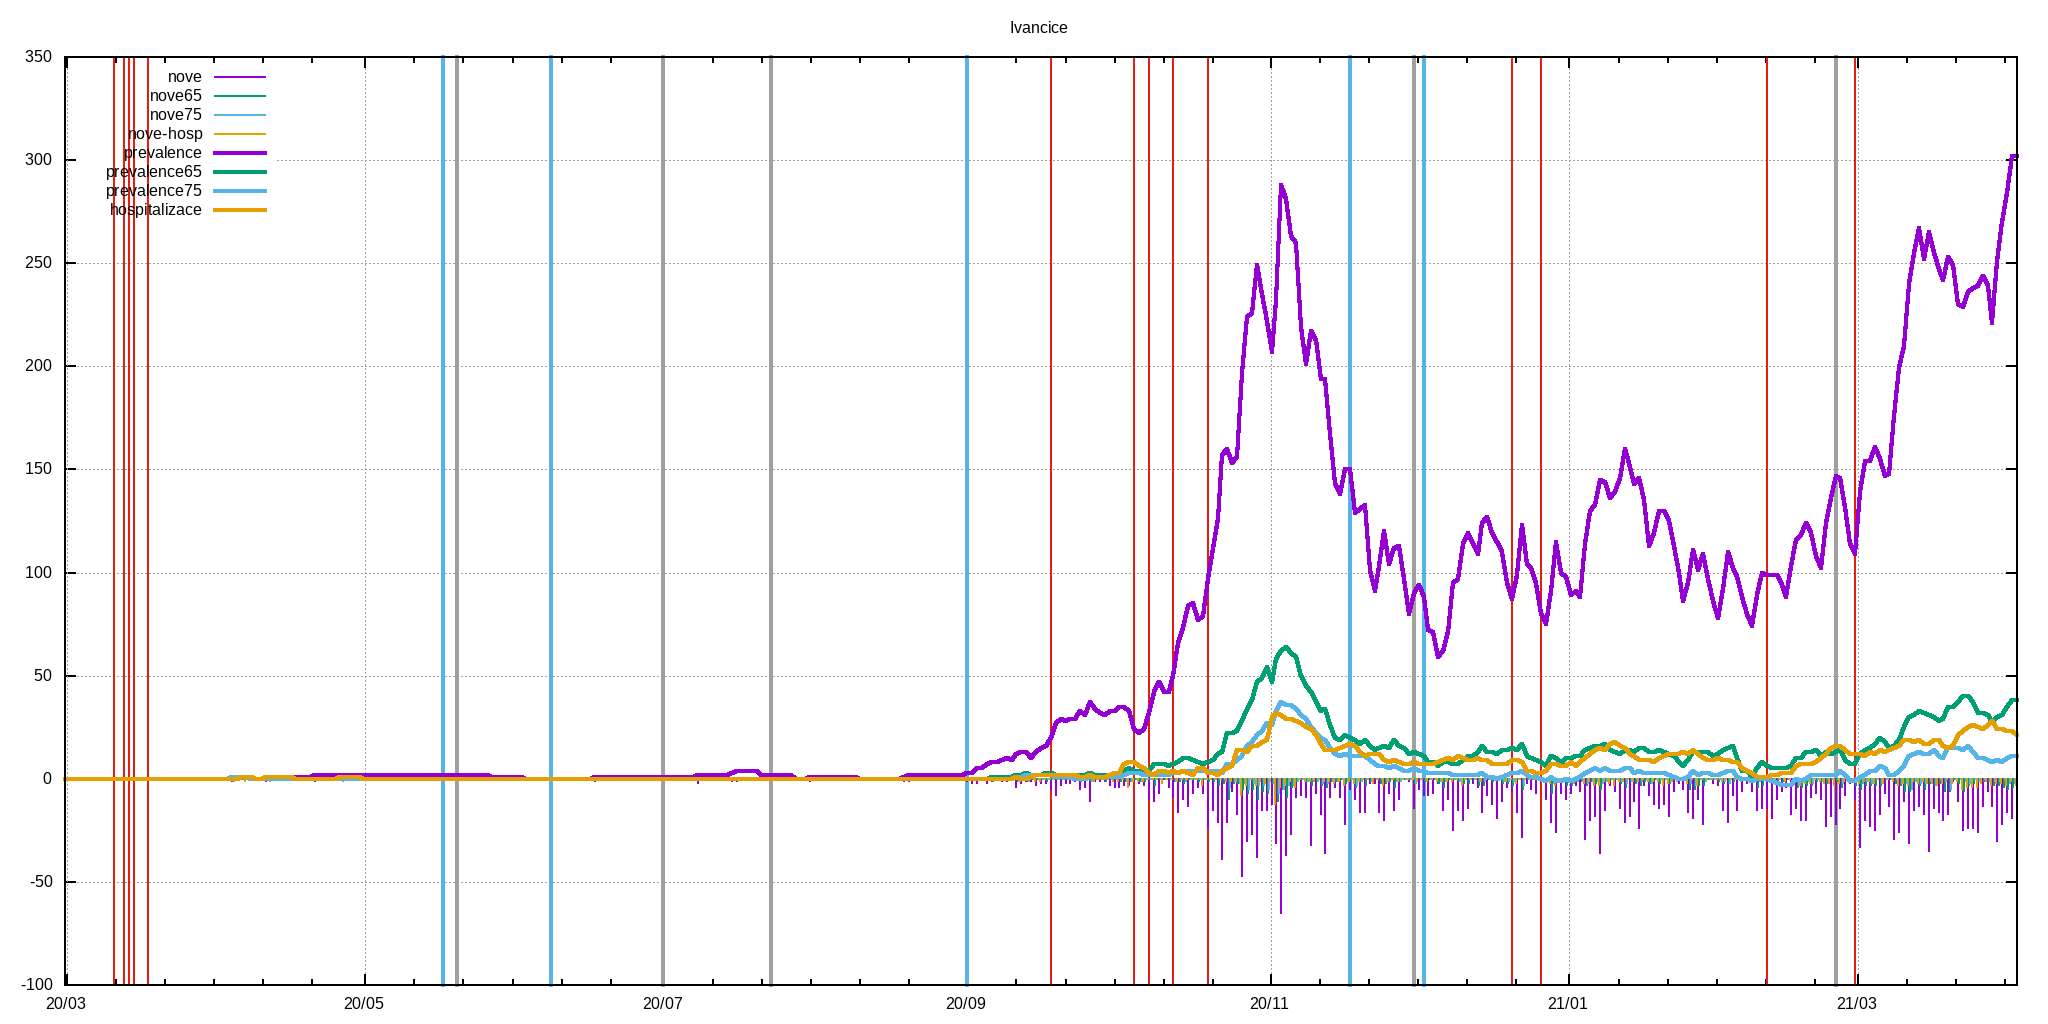 Ivancice
350
300
250
200
150
100
50
0
-50
-100
nove
nove65
nove75
nove-hosp
prevalence
prevalence65
prevalence75
hospitalizace
20/03 20/05 20/07 20/09 20/11 21/01 21/03